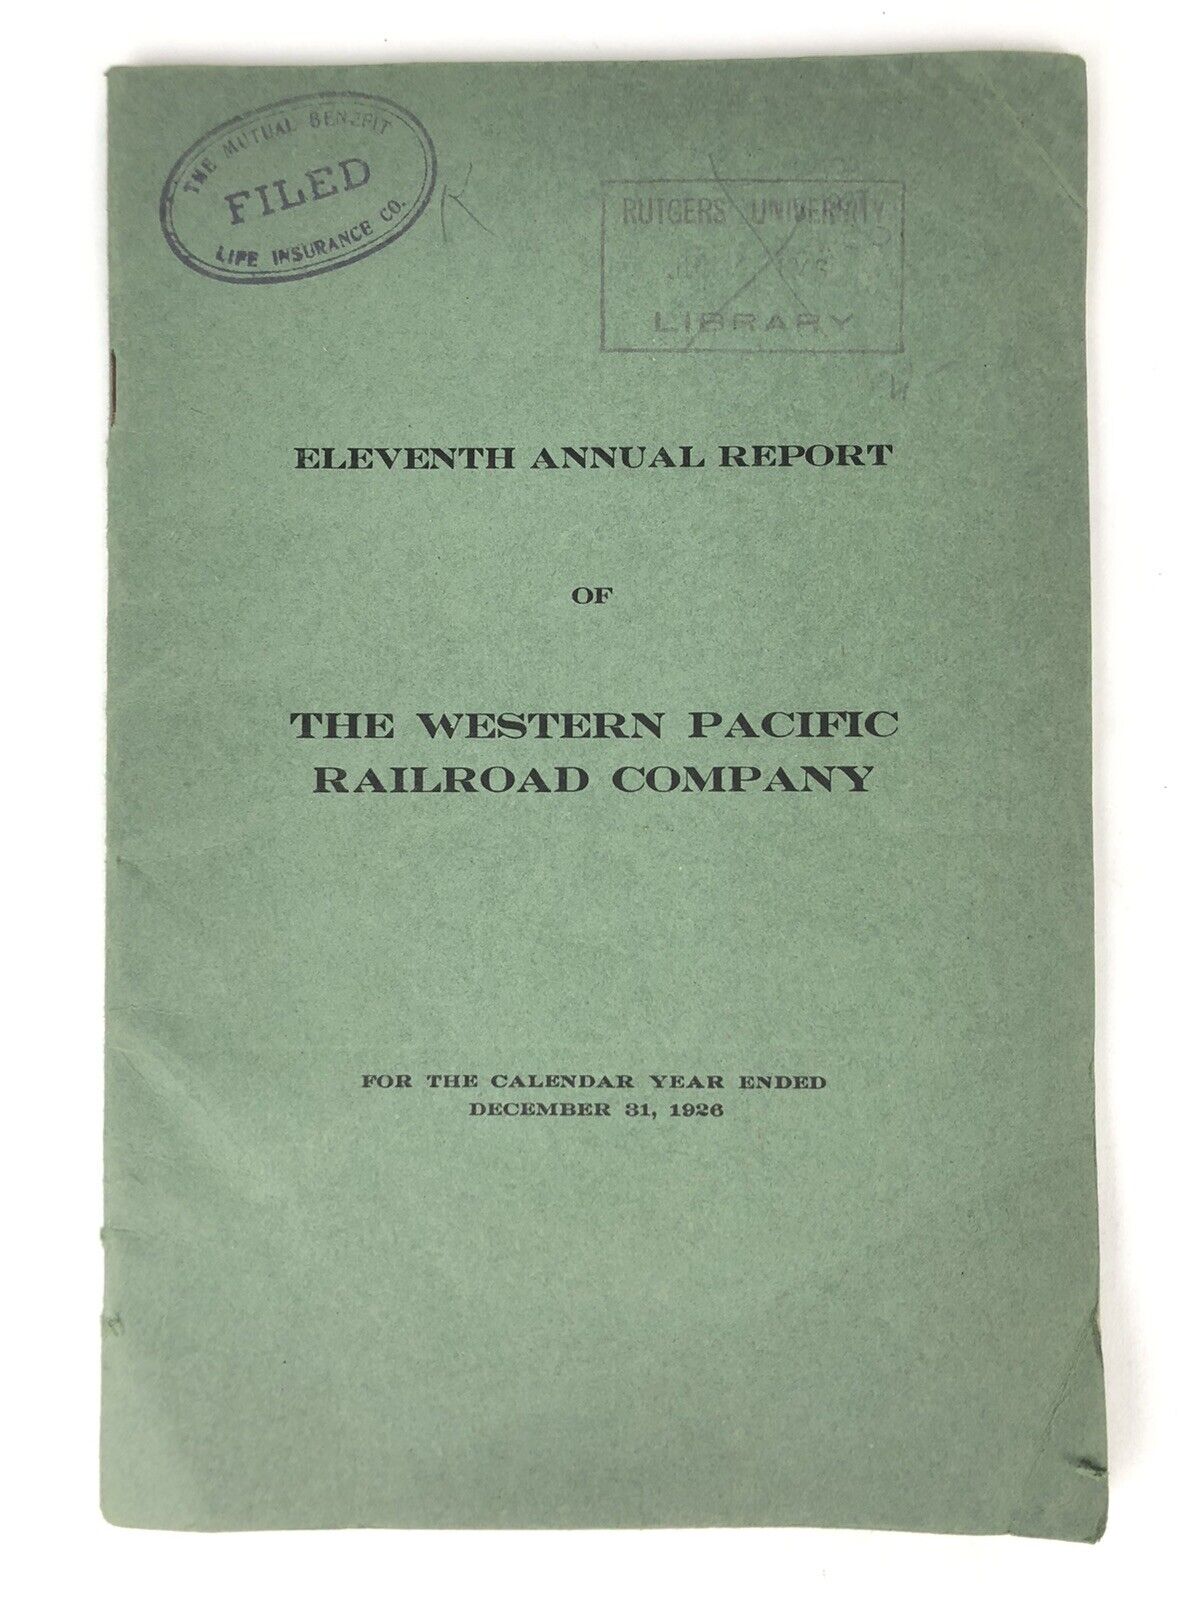 THE MUTUAL BENEFIT
FILED
LIFE INSURANCE CO.
K
RUTGERS UNIVERSITY
LIBRARY
ELEVENTH ANNUAL REPORT
OF
THE WESTERN PACIFIC
RAILROAD COMPANY
FOR THE CALENDAR YEAR ENDED
DECEMBER 31, 1926